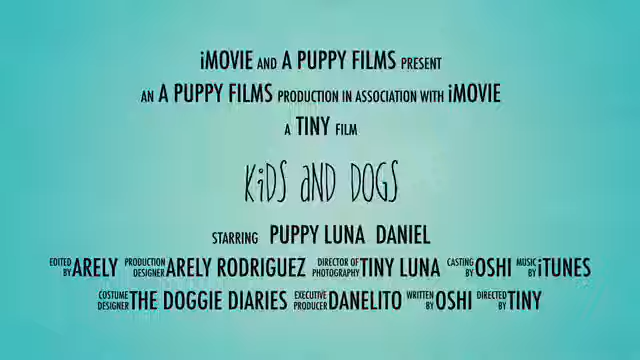 iMOVIE AND A PUPPY FILMS PRESENT
AN A PUPPY FILMS PRODUCTION IN ASSOCIATION WITH iMOVIE
A TINY FILM
KiDS aND DOGS
STARRING PUPPY LUNA DANIEL
EDITED BY ARELY PRODUCTION DESIGNER ARELY RODRIGUEZ DIRECTOR OF PHOTOGRAPHY TINY LUNA CASTING BY OSHI MUSIC BY iTUNES
COSTUME DESIGNER THE DOGGIE DIARIES EXECUTIVE PRODUCER DANELITO WRITTEN BY OSHI DIRECTED BY TINY